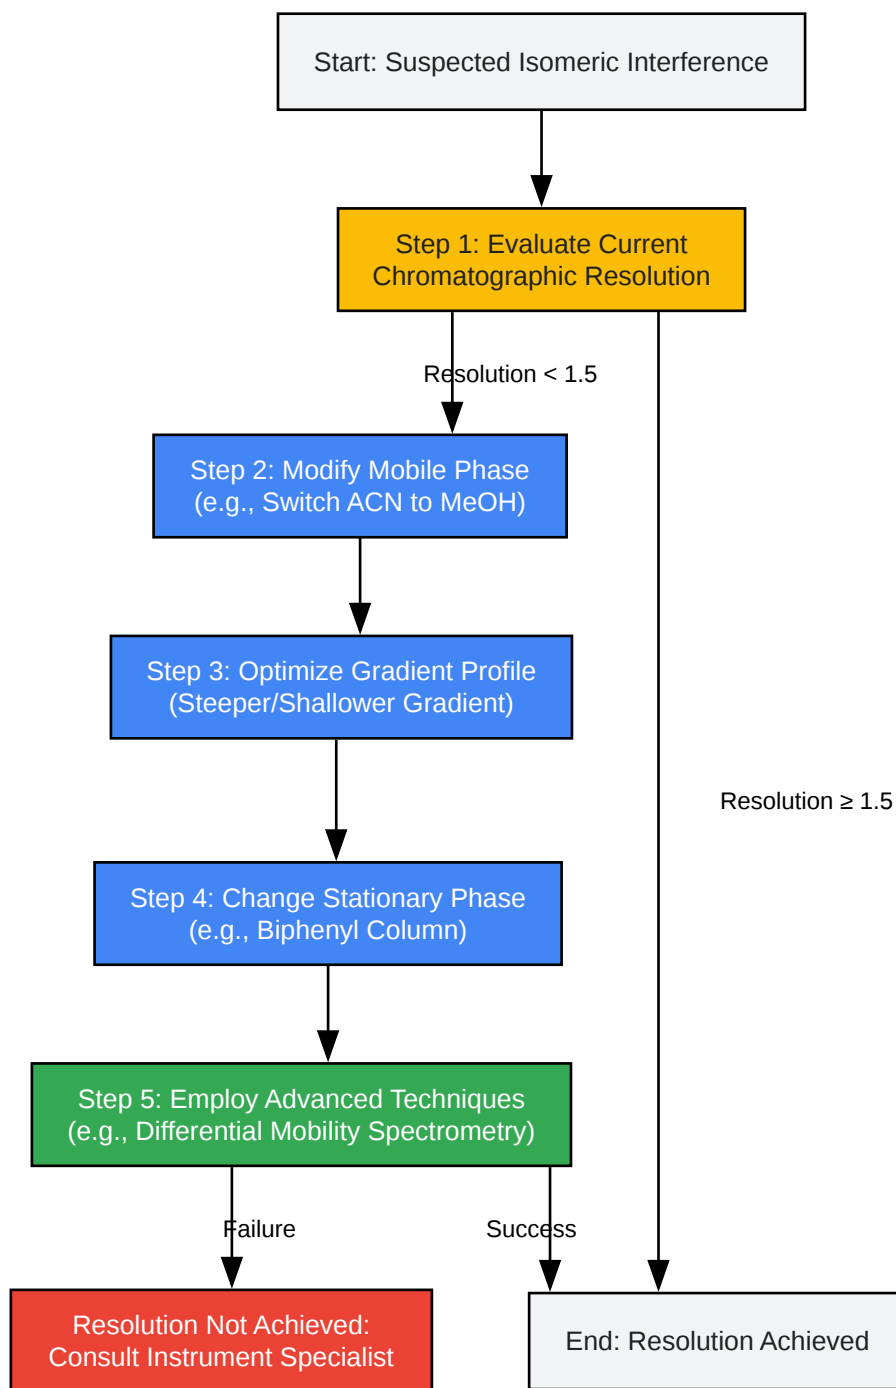 Start: Suspected Isomeric Interference
Step 1: Evaluate Current
Chromatographic Resolution
Resolution < 1.5
Step 2: Modify Mobile Phase
(e.g., Switch ACN to MeOH)
Step 3: Optimize Gradient Profile
(Steeper/Shallower Gradient)
Resolution ≥ 1.5
Step 4: Change Stationary Phase
(e.g., Biphenyl Column)
Step 5: Employ Advanced Techniques
(e.g., Differential Mobility Spectrometry)
Failure
Success
Resolution Not Achieved:
Consult Instrument Specialist
End: Resolution Achieved